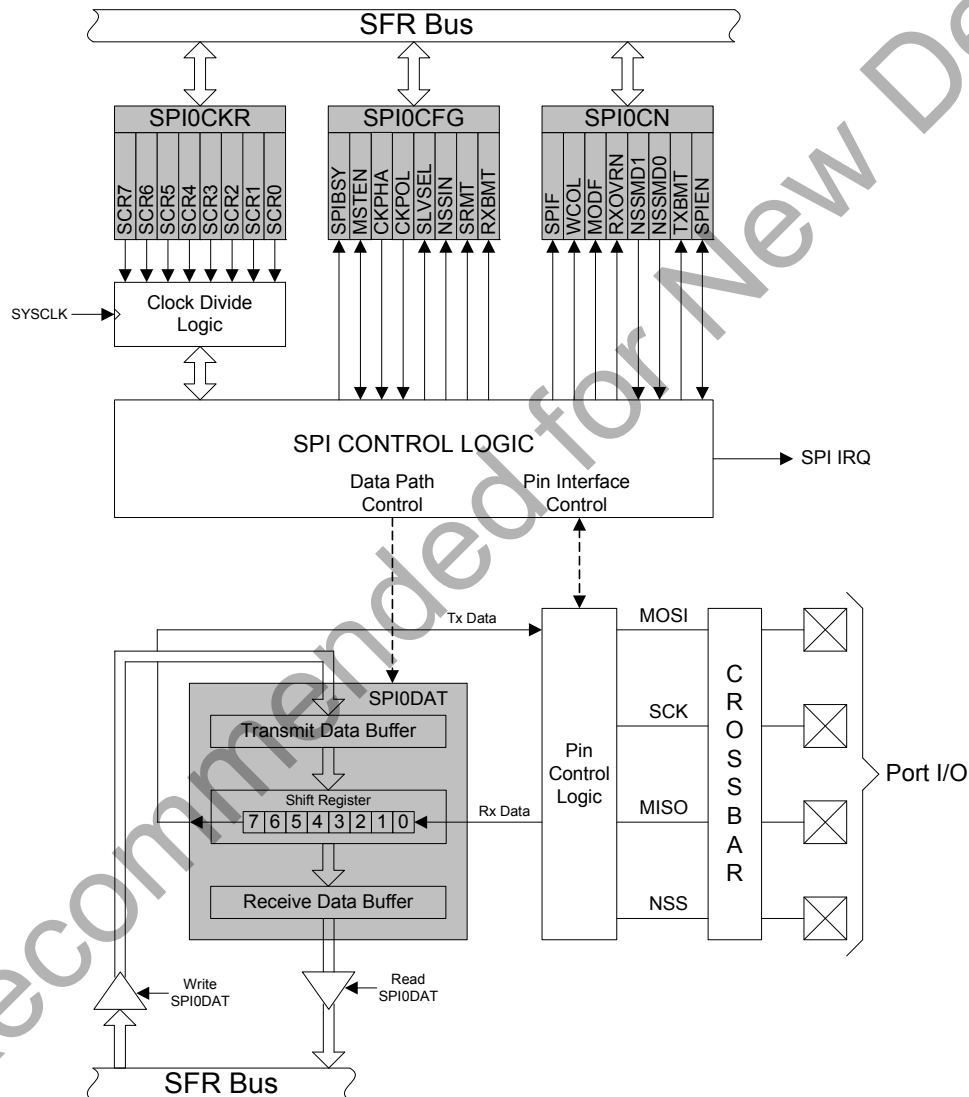 SFR Bus
SPI0CKR
SCR7
SCR6
SCR5
SCR4
SCR3
SCR2
SCR1
SCR0
SPI0CFG
SPIBSY
MSTEN
CKPHA
CKPOL
SLVSEL
NSSIN
SRMT
RXBMT
SPI0CN
SPIF
WCOL
MODF
RXOVRN
NSSMD1
NSSMD0
TXBMT
SPIEN
SYSCLK
Clock Divide
Logic
SPI CONTROL LOGIC
Data Path
Control
Pin Interface
Control
SPI IRQ
Tx Data
SPI0DAT
Transmit Data Buffer
Shift Register
7 6 5 4 3 2 1 0
Rx Data
Receive Data Buffer
Pin
Control
Logic
MOSI
SCK
MISO
NSS
CROSSBAR
Port I/O
Write
SPI0DAT
Read
SPI0DAT
SFR Bus
ecommended for New De